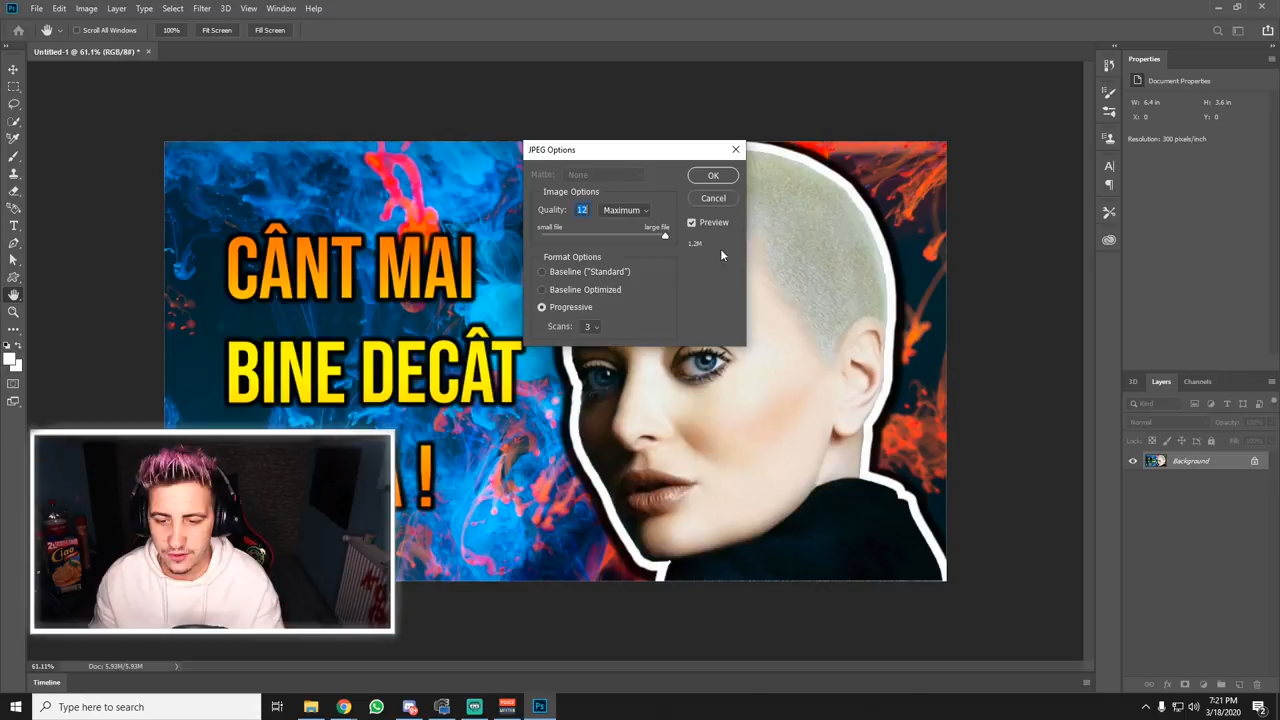 File Edit Image Layer Type Select Filter 3D View Window Help
Scroll All Windows 100% Fit Screen Fill Screen
Untitled-1 @ 61.1% (RGB/8#) *
Properties
Document Properties
W: 6.4 in H: 3.6 in
X: 0 Y: 0
Resolution: 300 pixels/inch
JPEG Options
Matte: None
OK
Image Options
Cancel
Quality: 12 Maximum
Preview
small file large file
1.2M
Format Options
Baseline ("Standard")
Baseline Optimized
Progressive
Scans: 3
CÂNT MAI
BINE DECÂT
A !
Ciao
3D Layers Channels
Kind
Normal Opacity: 100%
Lock: Fill: 100%
Background
61.11% Doc: 5.93M/5.93M
Timeline
Type here to search
7:21 PM
3/18/2020